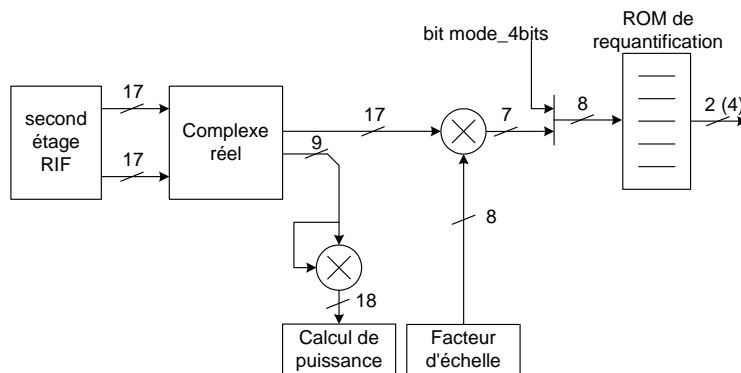 ROM de
requantification
bit mode_4bits
17
17
second
étage
RIF
Complexe
réel
17
9
7
8
2 (4)
8
18
Calcul de
puissance
Facteur
d'échelle